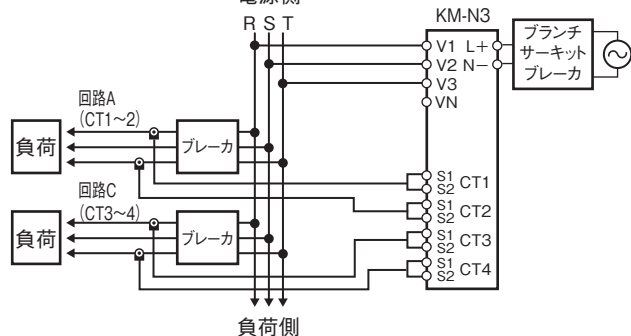 電源側
R S T
KM-N3
V1 L+
V2 N−
V3
VN
ブランチ
サーキット
ブレーカ
回路A
(CT1~2)
負荷
ブレーカ
S1
S2 CT1
S1
S2 CT2
回路C
(CT3~4)
負荷
ブレーカ
S1
S2 CT3
S1
S2 CT4
負荷側